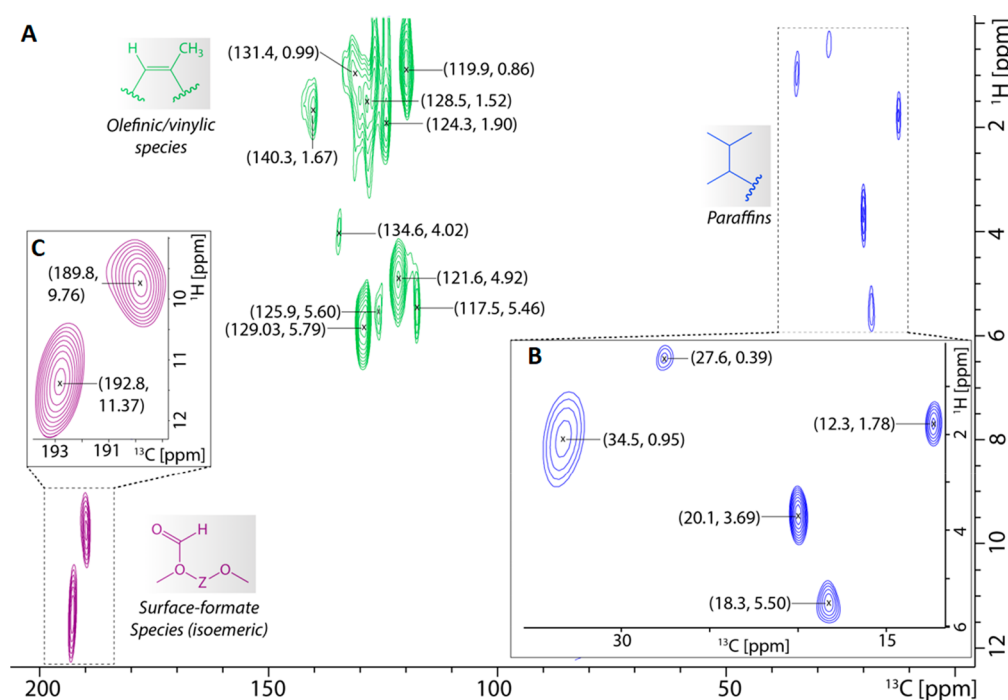 A
H
CH₃
Olefinic/vinylic
species
(131.4, 0.99)
(119.9, 0.86)
(128.5, 1.52)
(124.3, 1.90)
(140.3, 1.67)
(134.6, 4.02)
(121.6, 4.92)
(125.9, 5.60)
(117.5, 5.46)
(129.03, 5.79)
Paraffins
¹H [ppm]
2
4
6
8
10
12
C
(189.8,
9.76)
(192.8,
11.37)
¹H [ppm]
10
11
12
193
191
¹³C [ppm]
B
(27.6, 0.39)
(34.5, 0.95)
(12.3, 1.78)
(20.1, 3.69)
(18.3, 5.50)
¹H [ppm]
2
4
6
30
¹³C [ppm]
15
O
H
O
Z
O
Surface-formate
Species (isoemeric)
200
150
100
50
¹³C [ppm]